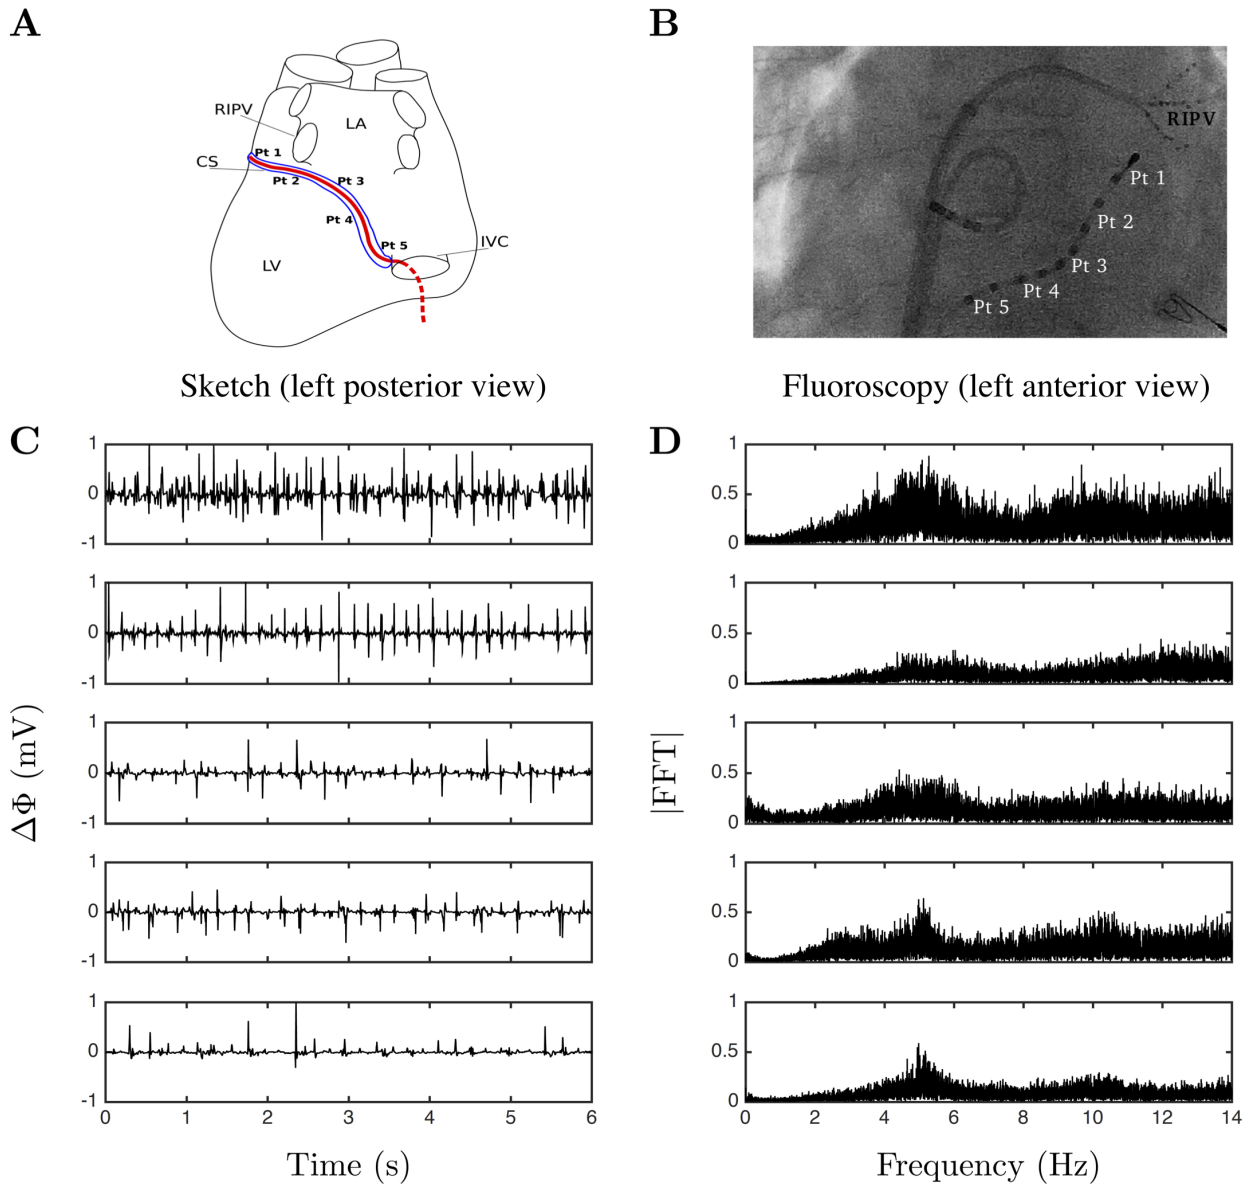 A
B
RIPV
LA
CS
Pt 1
Pt 2
Pt 3
Pt 4
Pt 5
LV
IVC
RIPV
Pt 1
Pt 2
Pt 3
Pt 4
Pt 5
Sketch (left posterior view)
Fluoroscopy (left anterior view)
C
ΔΦ (mV)
1
0
-1
1
0
-1
1
0
-1
1
0
-1
1
0
-1
0 1 2 3 4 5 6
Time (s)
D
|FFT|
1
0.5
0
1
0.5
0
1
0.5
0
1
0.5
0
1
0.5
0
0 2 4 6 8 10 12 14
Frequency (Hz)